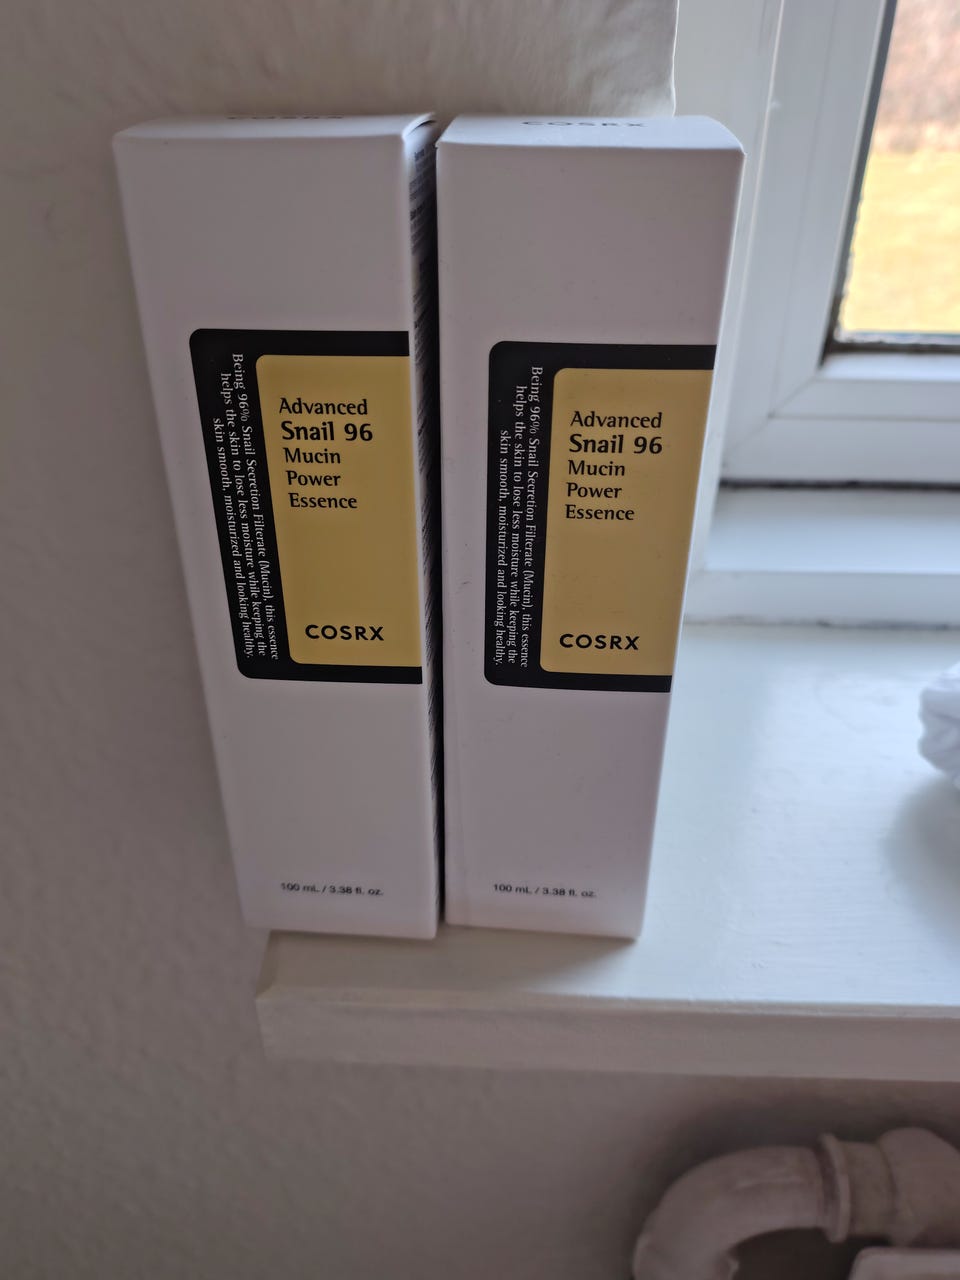 COSRX
Advanced
Snail 96
Mucin
Power
Essence
COSRX
Being 96% Snail Secretion Filterate (Mucin), this essence
helps the skin to lose less moisture while keeping the
skin smooth, moisturized and looking healthy.
100 mL / 3.38 fl. oz.
COSRX
Advanced
Snail 96
Mucin
Power
Essence
COSRX
Being 96% Snail Secretion Filterate (Mucin), this essence
helps the skin to lose less moisture while keeping the
skin smooth, moisturized and looking healthy.
100 mL / 3.38 fl. oz.